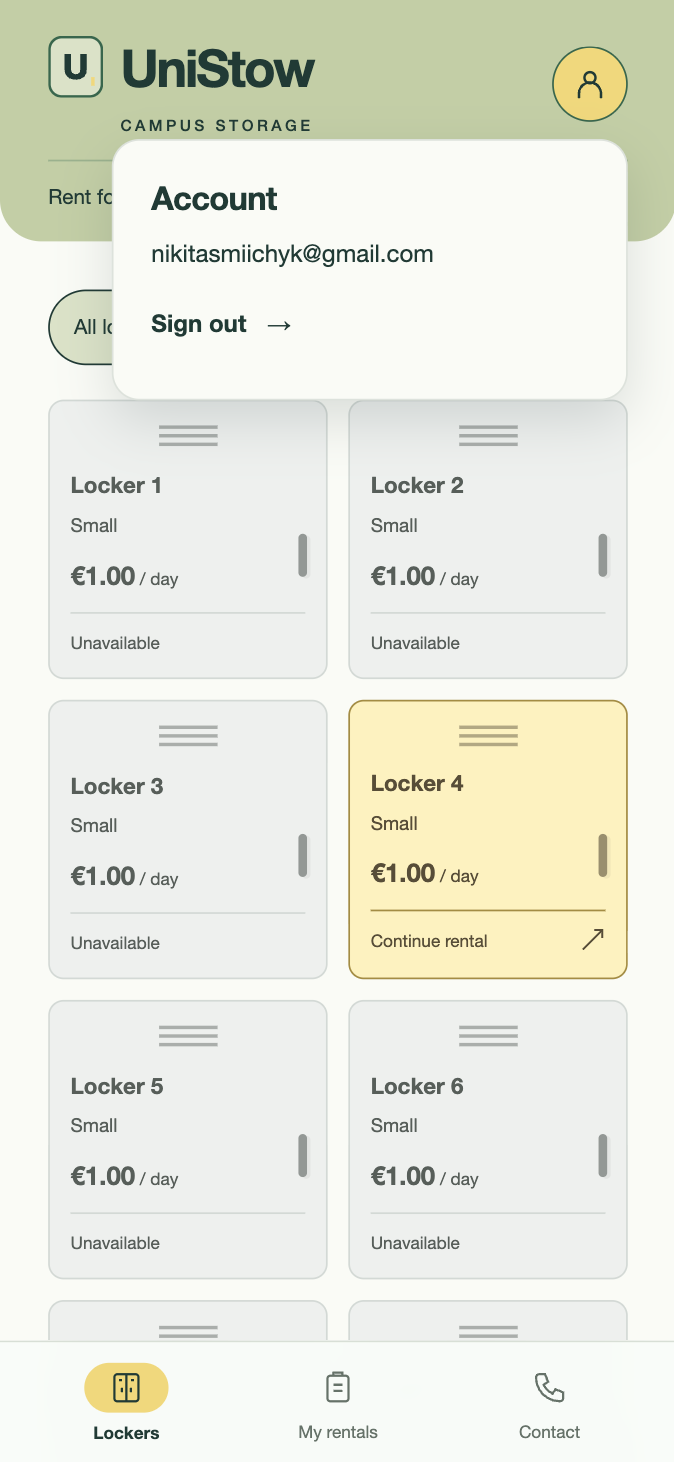 U
UniStow
CAMPUS STORAGE
Rent fo
Account
nikitasmiichyk@gmail.com
Sign out →
All lo
Locker 1
Small
€1.00 / day
Unavailable
Locker 2
Small
€1.00 / day
Unavailable
Locker 3
Small
€1.00 / day
Unavailable
Locker 4
Small
€1.00 / day
Continue rental
Locker 5
Small
€1.00 / day
Unavailable
Locker 6
Small
€1.00 / day
Unavailable
Lockers
My rentals
Contact